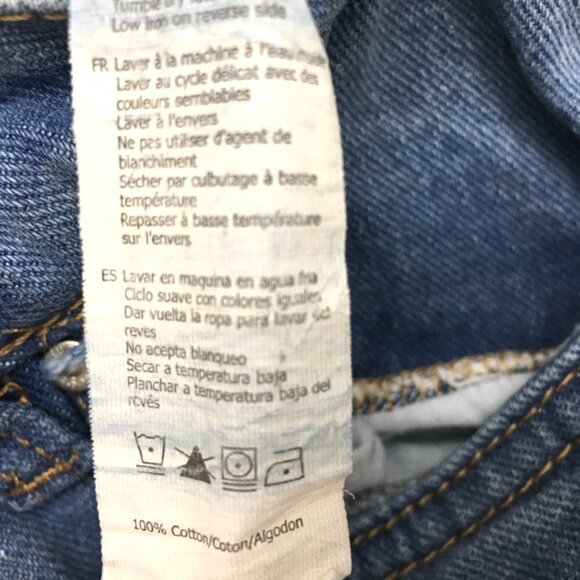 Tumble dry
Low Iron on reverse side
FR Laver à la machine à l'eau froide
Laver au cycle délicat avec des
couleurs semblables
Laver à l'envers
Ne pas utiliser d'agent de
blanchiment
Sécher par culbutage à basse
température
Repasser à basse température
sur l'envers
ES Lavar en maquina en agua fria
Ciclo suave con colores iguales
Dar vuelta la ropa para lavar del
reves
No acepta blanqueo
Secar a temperatura baja
Planchar a temperatura baja del
revés
100% Cotton/Coton/Algodon